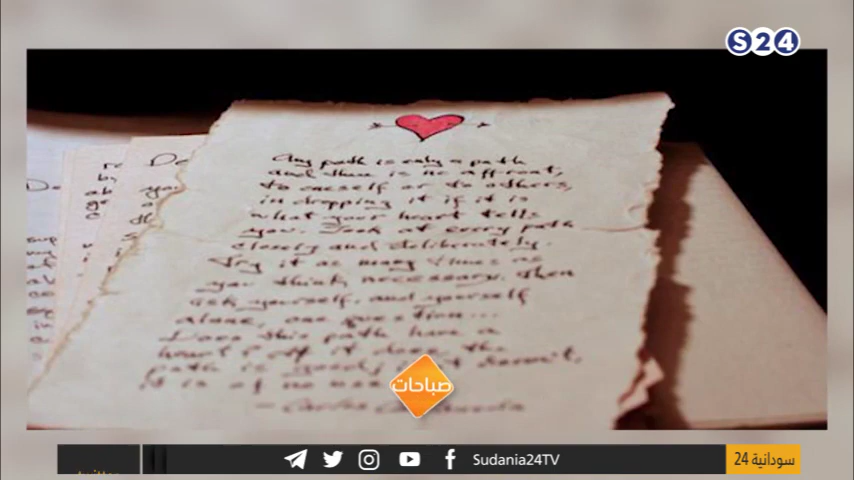 S24
Any path is only a path
and there is no affront,
to oneself or to others,
in dropping it if it is
what your heart tells
you. Look at every path
closely and deliberately.
Try it as many times as
you think necessary. Then
ask yourself, and yourself
alone, one question...
Does this path have a
heart? If it does, the
path is good; if it doesn't,
it is of no use
- Carlos
صباحات
Sudania24TV
سودانية 24